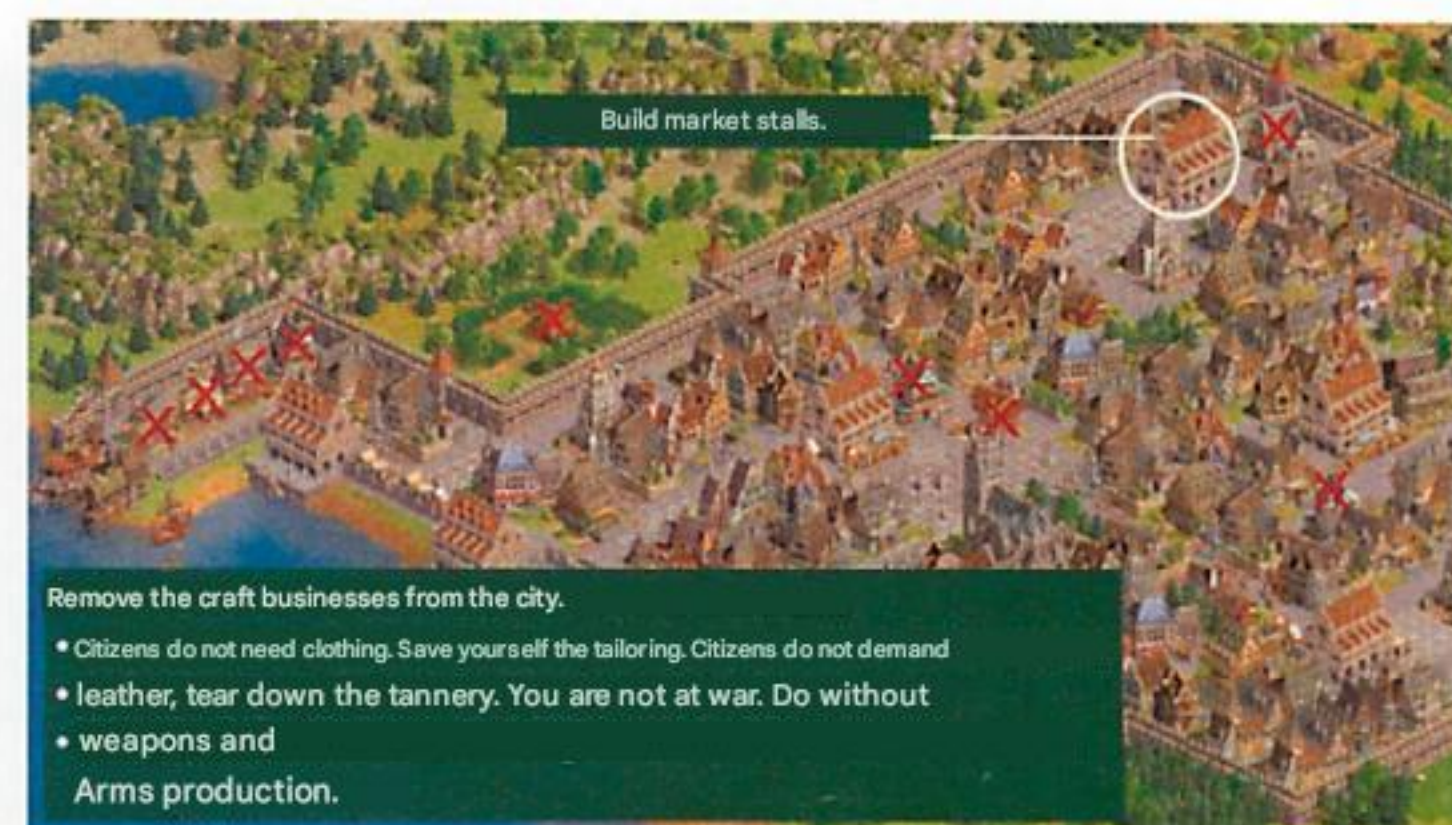 Build market stalls.
Remove the craft businesses from the city.
• Citizens do not need clothing. Save yourself the tailoring. Citizens do not demand
• leather, tear down the tannery. You are not at war. Do without
• weapons and
Arms production.